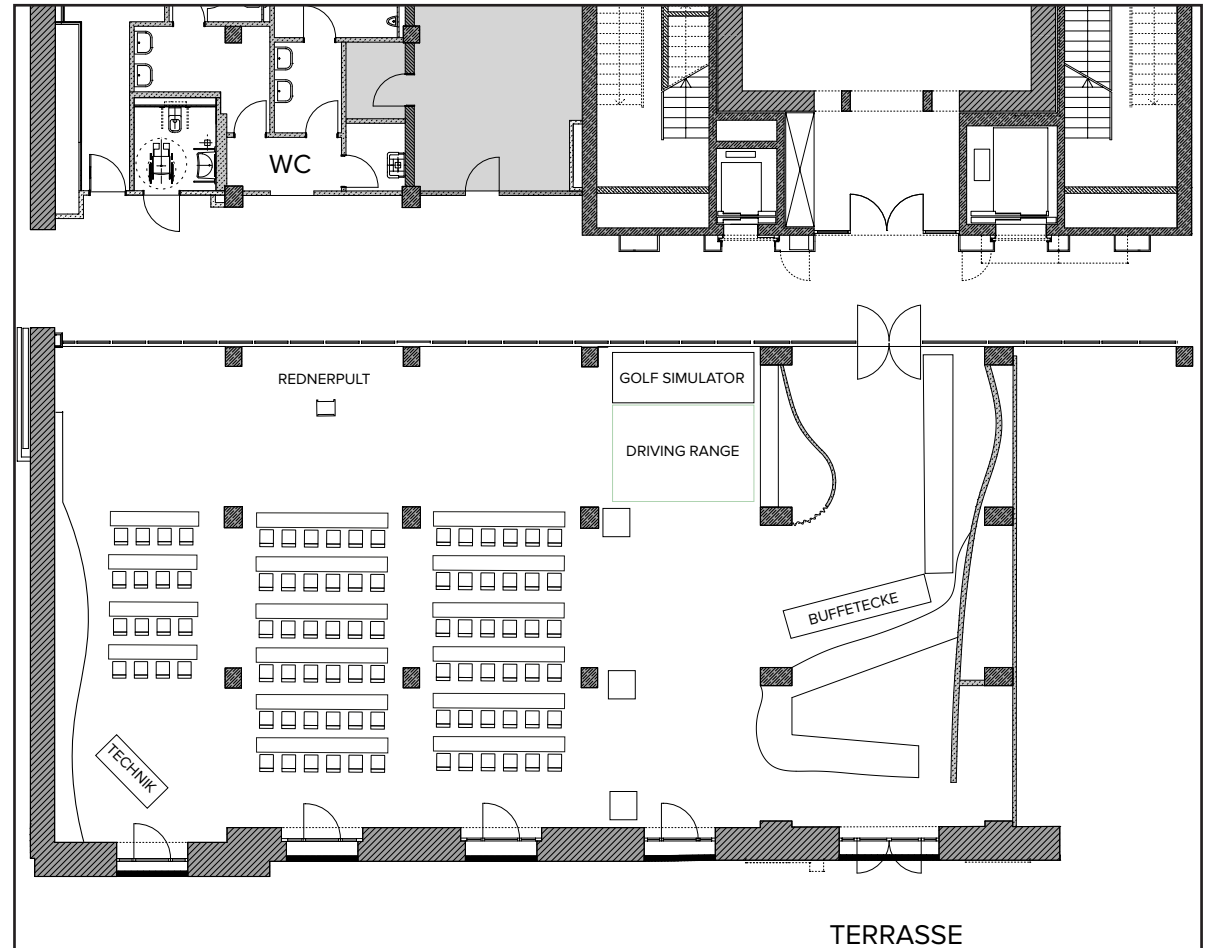 WC
REDNERPULT
GOLF SIMULATOR
DRIVING RANGE
BUFFETECKE
TECHNIK
TERRASSE